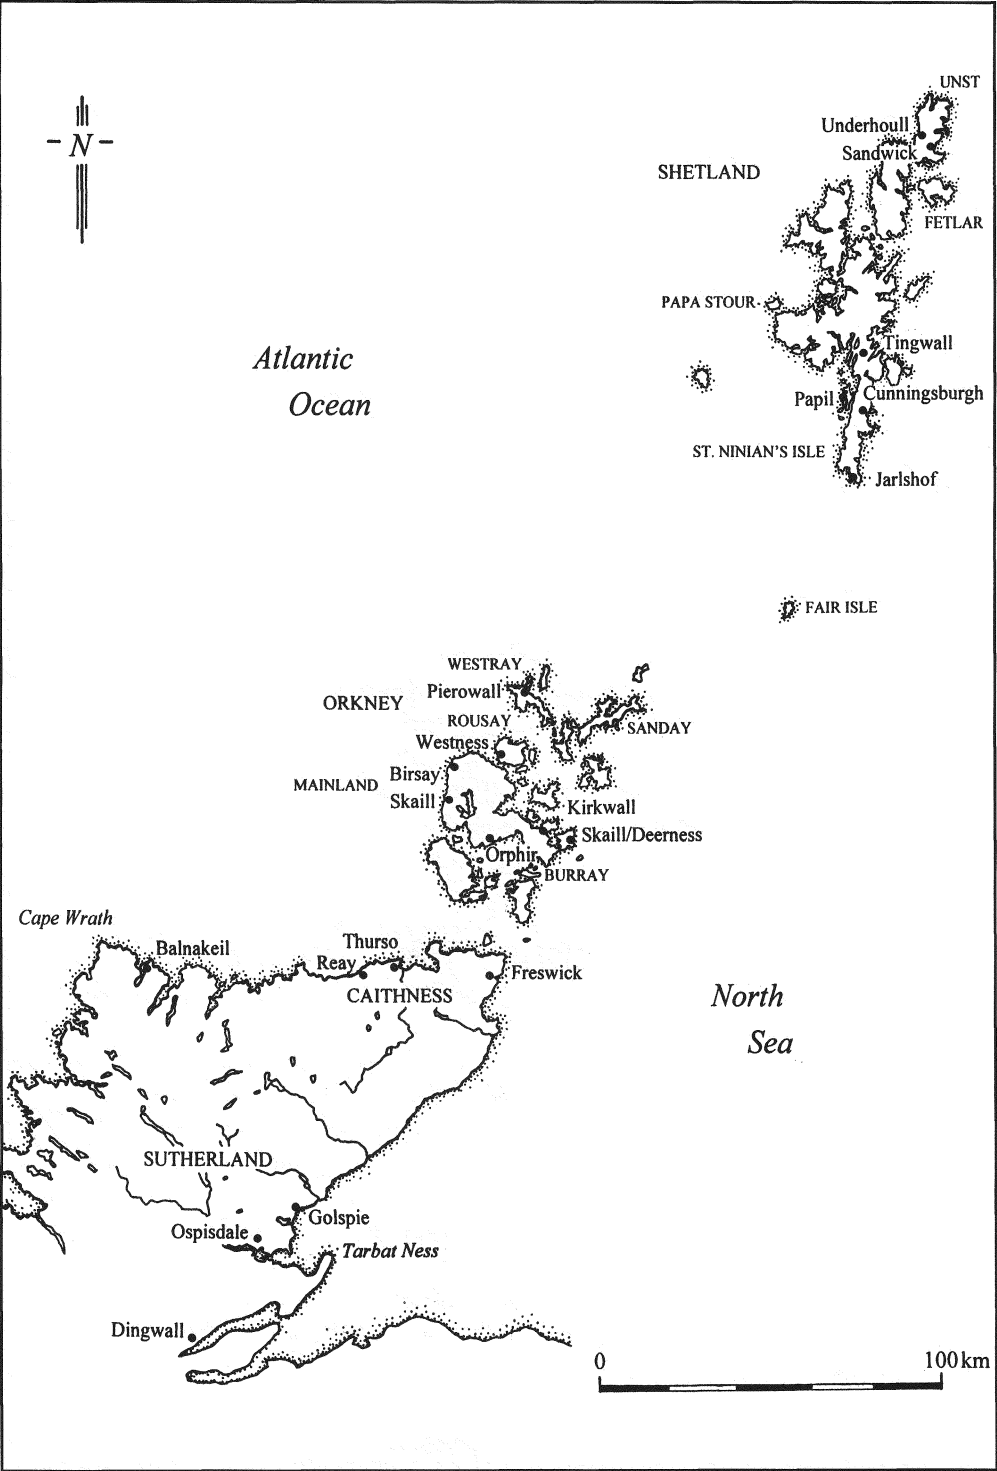 UNST
Underhoull
Sandwick
SHETLAND
FETLAR
PAPA STOUR
Tingwall
Papil
Cunningsburgh
ST. NINIAN'S ISLE
Jarlshof
N
Atlantic
Ocean
FAIR ISLE
WESTRAY
Pierowall
ORKNEY
ROUSAY
SANDAY
Westness
Birsay
MAINLAND
Skaill
Kirkwall
Skaill/Deerness
Orphir
BURRAY
Cape Wrath
Balnakeil
Thurso
Reay
Freswick
CAITHNESS
North
Sea
SUTHERLAND
Golspie
Ospisdale
Tarbat Ness
Dingwall
0 100km